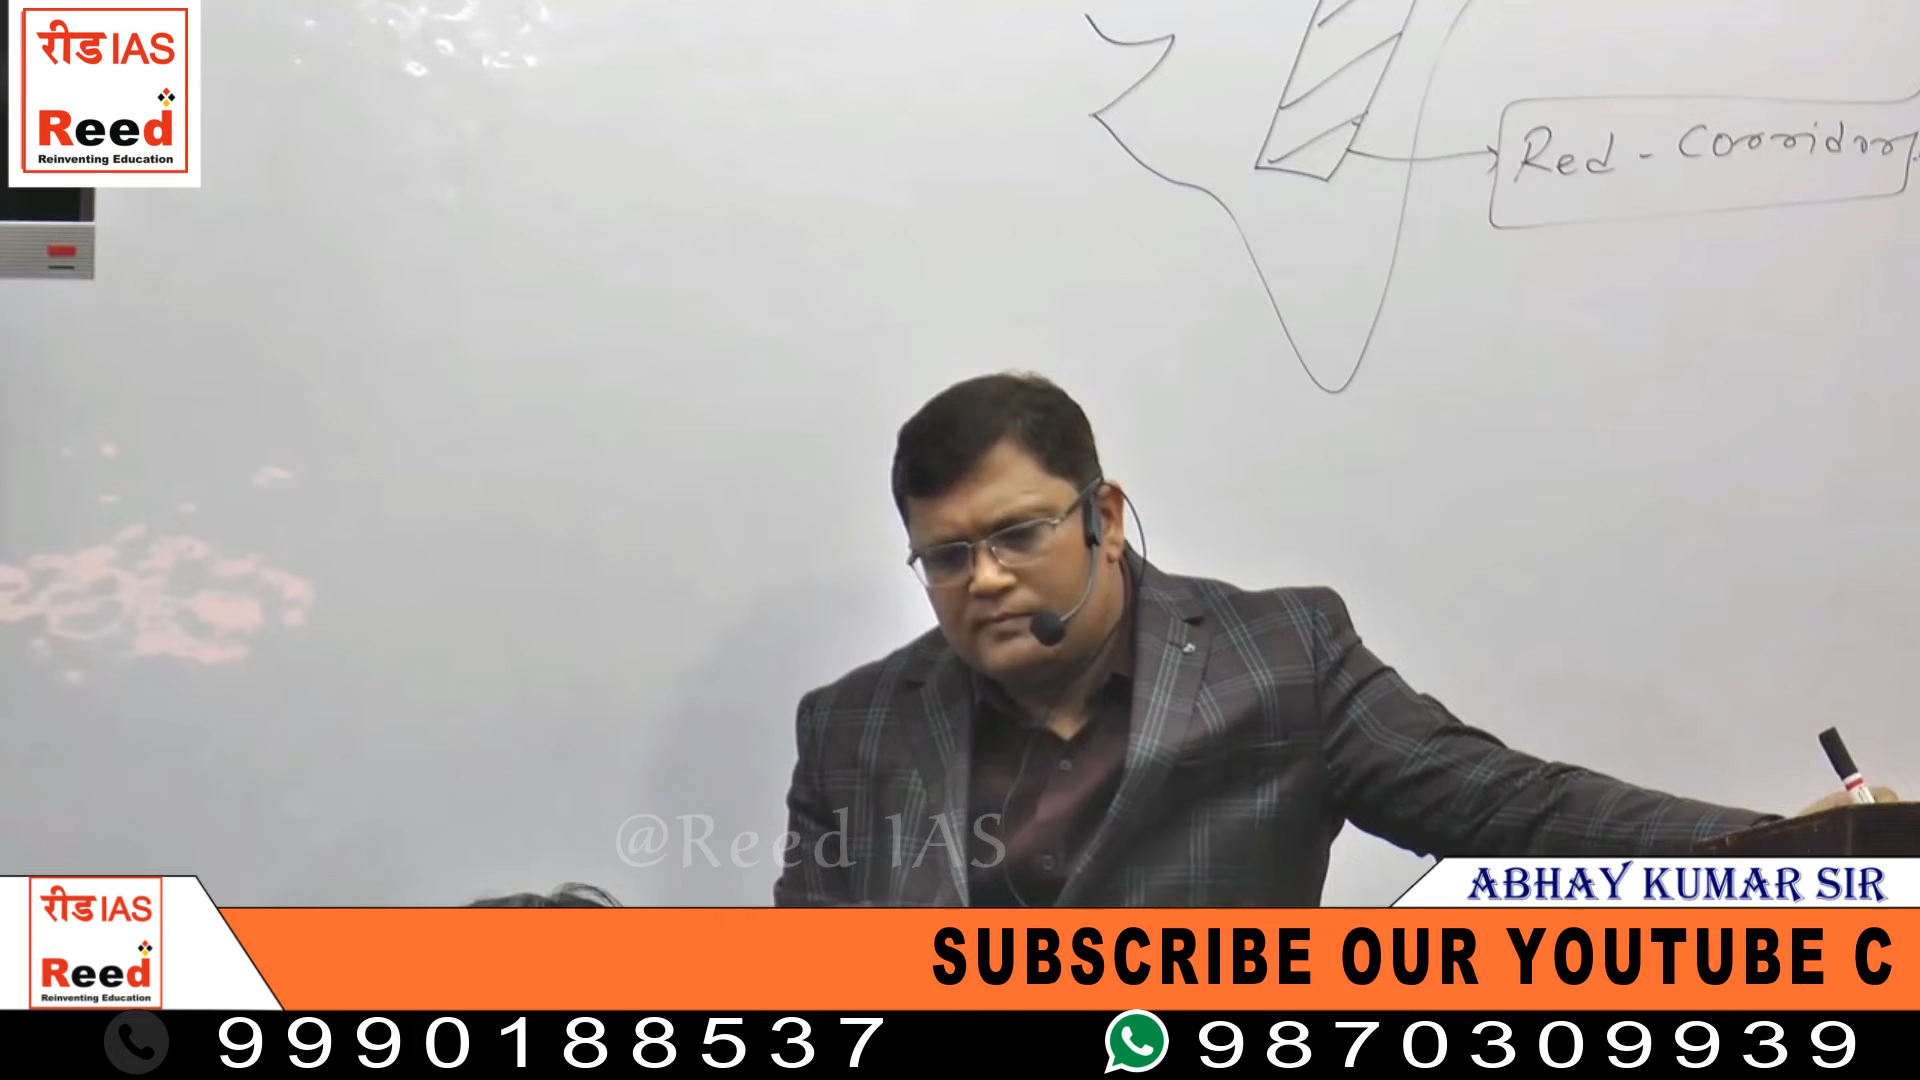 रीड IAS
Reed
Reinventing Education
Red - Corridor
@Reed IAS
ABHAY KUMAR SIR
रीड IAS
Reed
Reinventing Education
SUBSCRIBE OUR YOUTUBE C
9990188537
9870309939